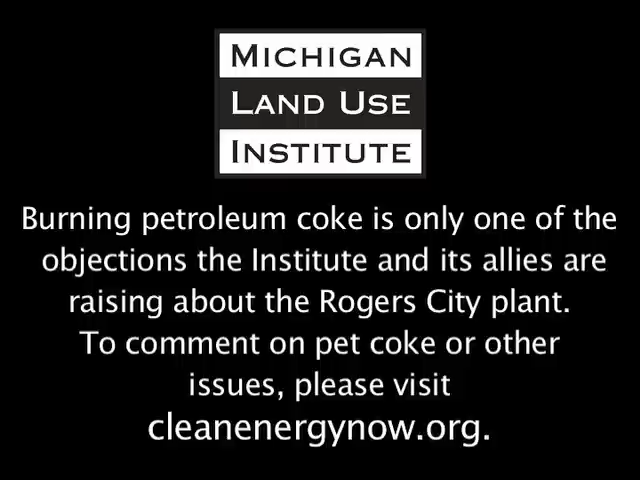 MICHIGAN
LAND USE
INSTITUTE
Burning petroleum coke is only one of the
objections the Institute and its allies are
raising about the Rogers City plant.
To comment on pet coke or other
issues, please visit
cleanenergynow.org.